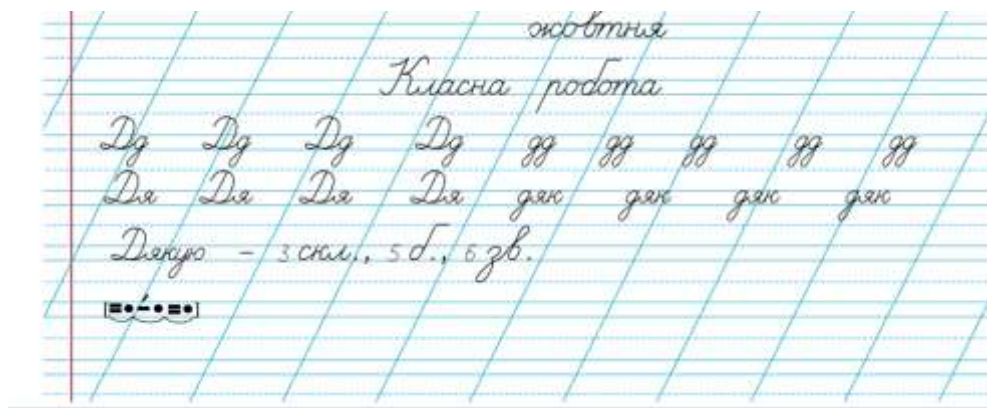 жовтня
Класна робота
Дд Дд Дд Дд дд дд дд дд дд
Дя Дя Дя Дя дяк дяк дяк дяк
Дякую – 3 скл., 5 б., 6 зв.
[=•–•=•]